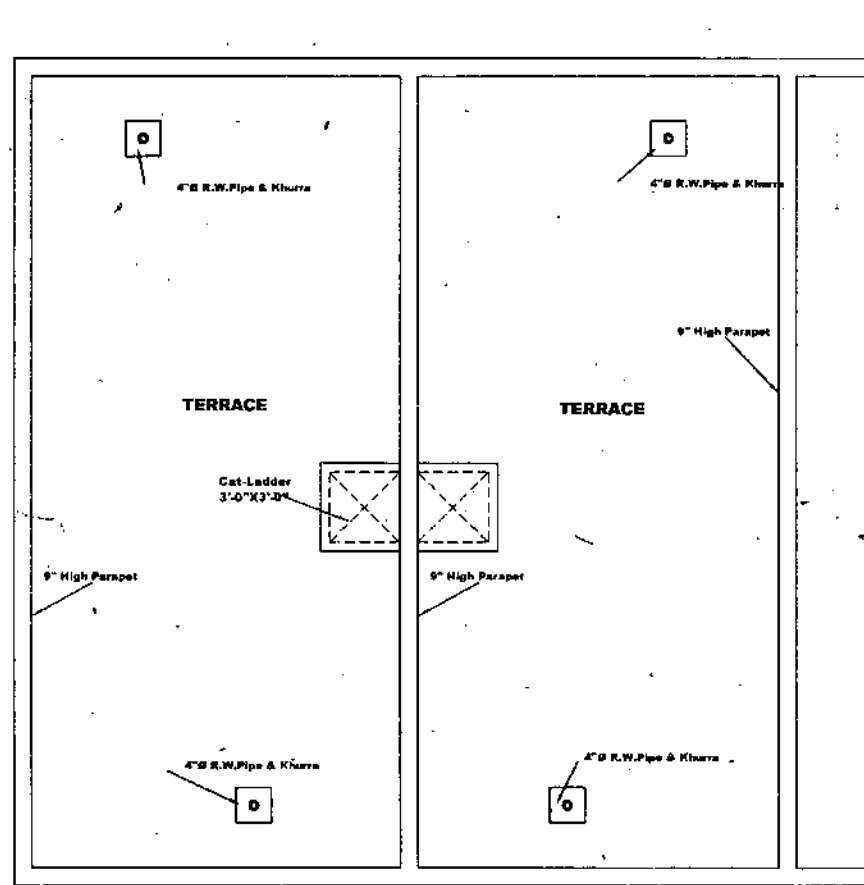 4"Ø R.W.Pipe & Khurra
4"Ø R.W.Pipe & Khurra
9" High Parapet
TERRACE
TERRACE
Cat-Ladder
3'-0"X3'-0"
9" High Parapet
9" High Parapet
4"Ø R.W.Pipe & Khurra
4"Ø R.W.Pipe & Khurra